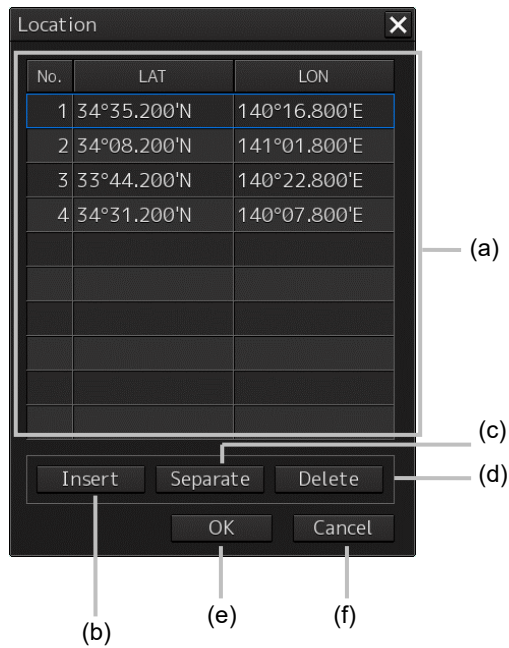 Location
No. LAT LON
1 34°35.200'N 140°16.800'E
2 34°08.200'N 141°01.800'E
3 33°44.200'N 140°22.800'E
4 34°31.200'N 140°07.800'E
(a)
(c)
Insert Separate Delete (d)
OK Cancel
(b) (e) (f)